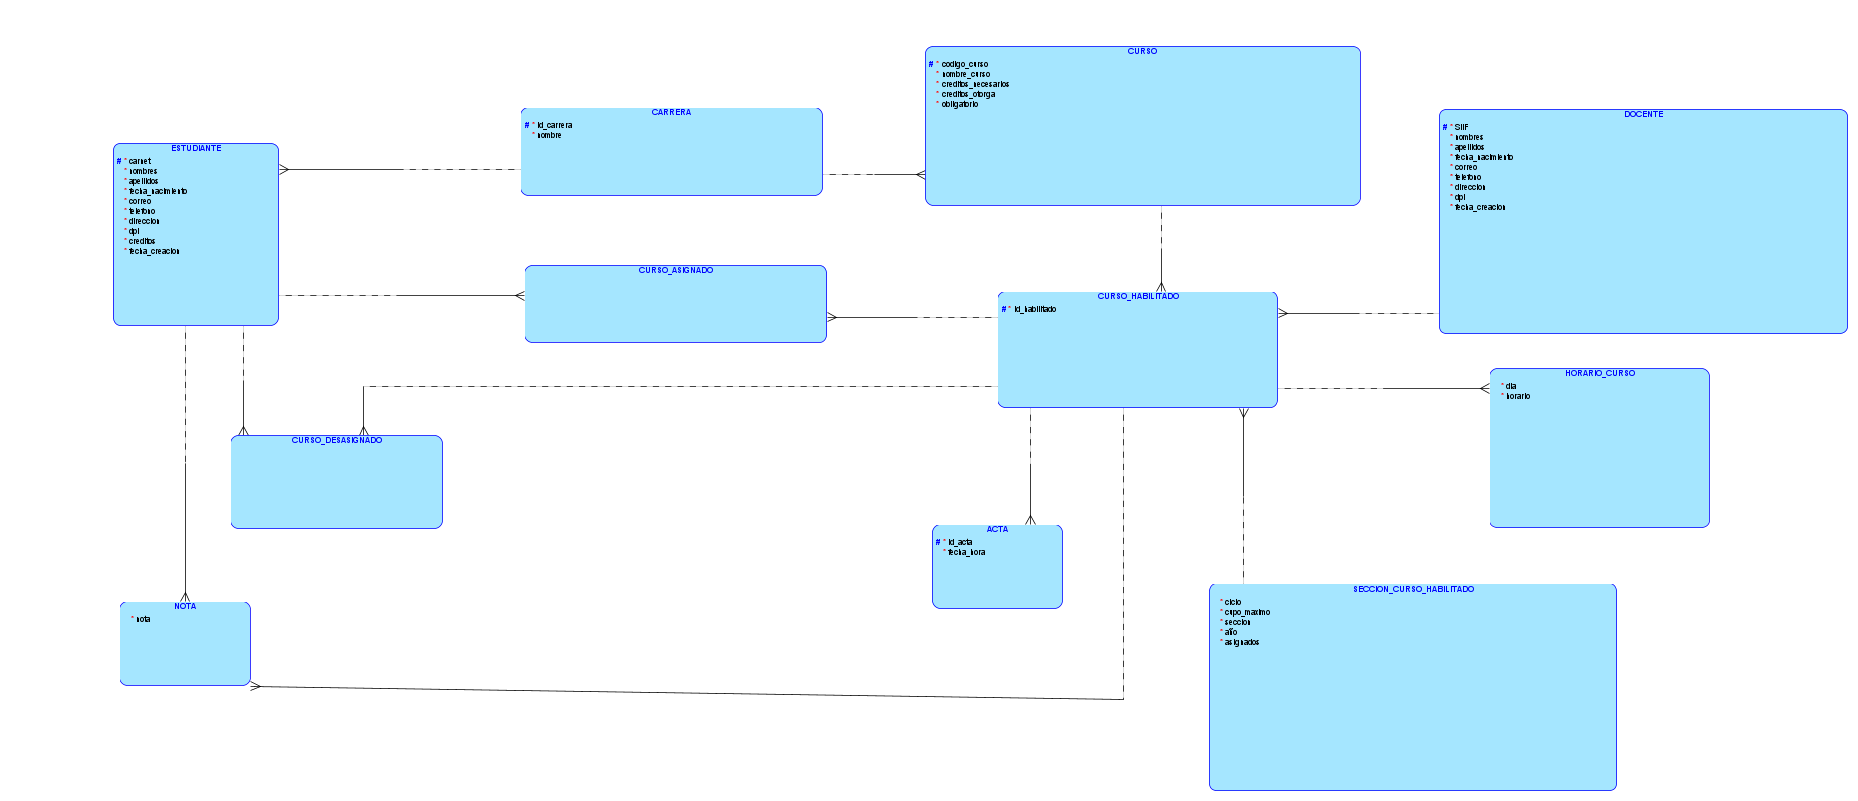 CURSO
# * codigo_curso
* nombre_curso
* creditos_necesarios
* creditos_otorga
* obligatorio
CARRERA
# * id_carrera
* nombre
DOCENTE
# * SIIF
* nombres
* apellidos
* fecha_nacimiento
* correo
* telefono
* direccion
* dpi
* fecha_creacion
ESTUDIANTE
# * carnet
* nombres
* apellidos
* fecha_nacimiento
* correo
* telefono
* direccion
* dpi
* creditos
* fecha_creacion
CURSO_ASIGNADO
CURSO_HABILITADO
# * id_habilitado
HORARIO_CURSO
* dia
* horario
CURSO_DESASIGNADO
ACTA
# * id_acta
* fecha_hora
SECCION_CURSO_HABILITADO
* ciclo
* cupo_maximo
* seccion
* año
* asignados
NOTA
* nota